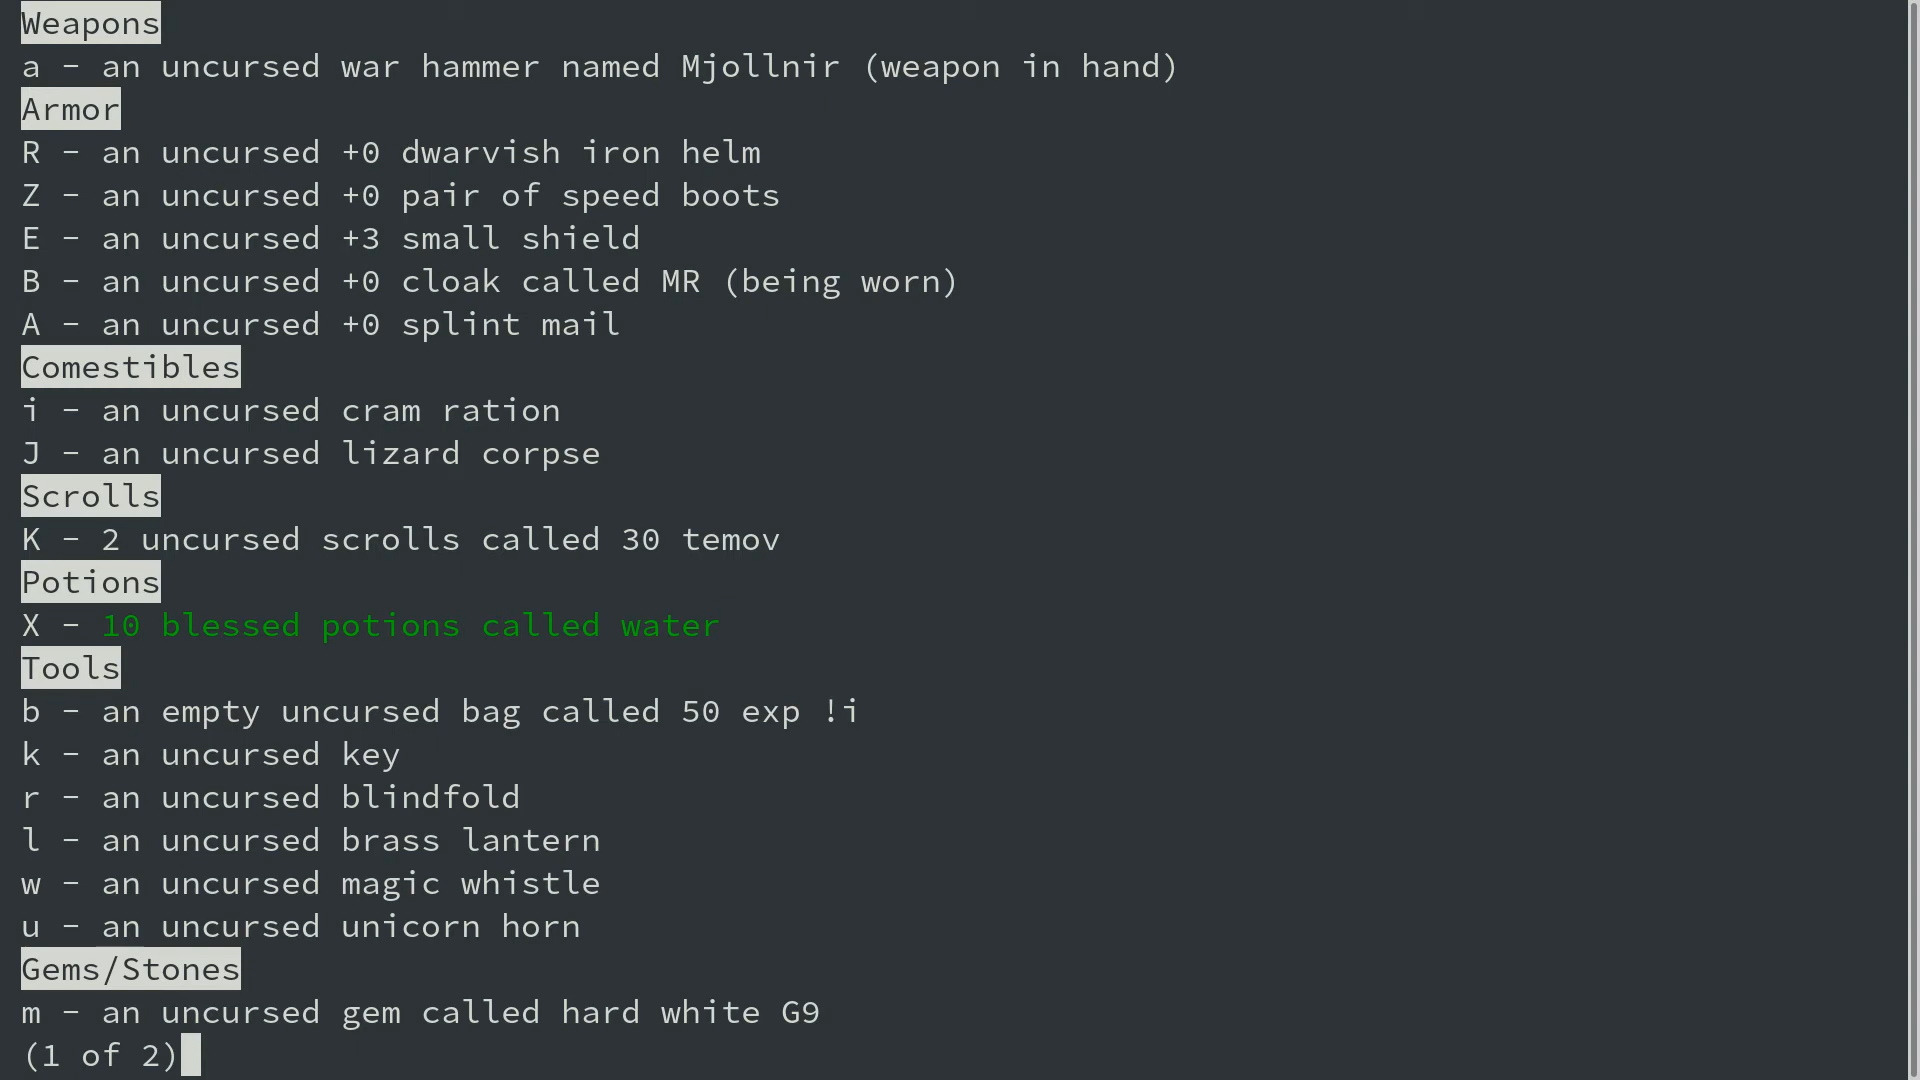 Weapons
a - an uncursed war hammer named Mjollnir (weapon in hand)
Armor
R - an uncursed +0 dwarvish iron helm
Z - an uncursed +0 pair of speed boots
E - an uncursed +3 small shield
B - an uncursed +0 cloak called MR (being worn)
A - an uncursed +0 splint mail
Comestibles
i - an uncursed cram ration
J - an uncursed lizard corpse
Scrolls
K - 2 uncursed scrolls called 30 temov
Potions
X - 10 blessed potions called water
Tools
b - an empty uncursed bag called 50 exp !i
k - an uncursed key
r - an uncursed blindfold
l - an uncursed brass lantern
w - an uncursed magic whistle
u - an uncursed unicorn horn
Gems/Stones
m - an uncursed gem called hard white G9
(1 of 2)